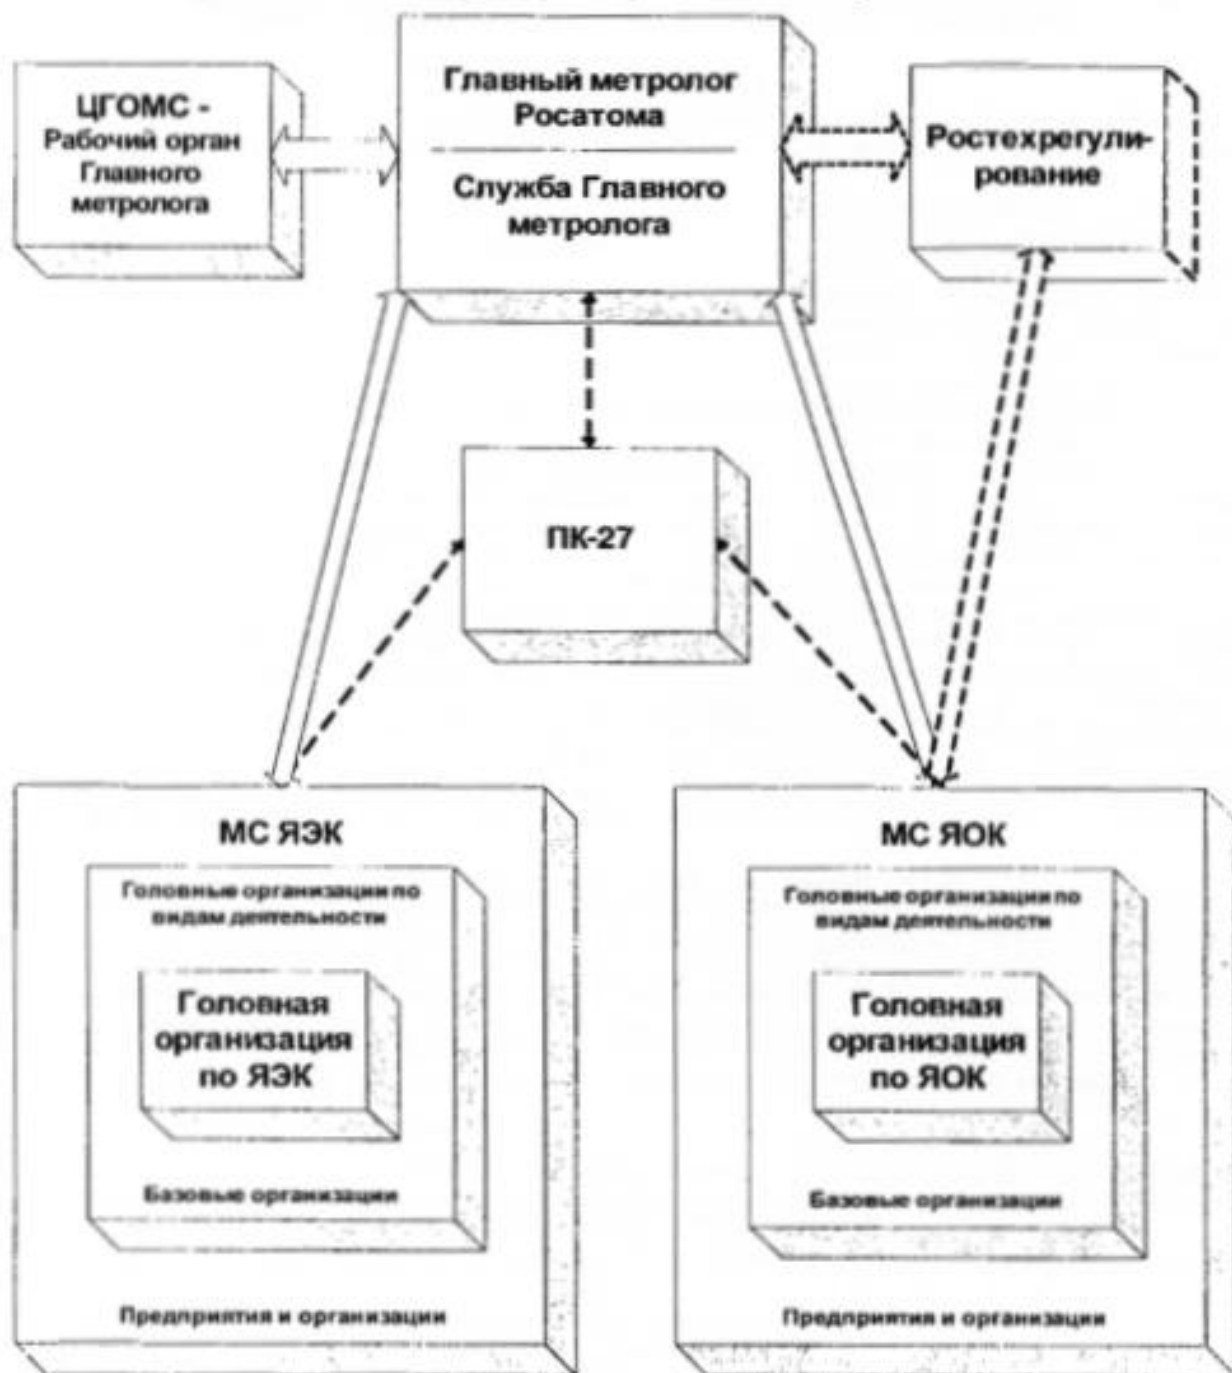 ЦГОМС -
Рабочий орган
Главного
метролога
Главный метролог
Росатома
Служба Главного
метролога
Ростехрегули-
рование
ПК-27
МС ЯЭК
Головные организации по
видам деятельности
Головная
организация
по ЯЭК
Базовые организации
Предприятия и организации
МС ЯОК
Головные организации по
видам деятельности
Головная
организация
по ЯОК
Базовые организации
Предприятия и организации